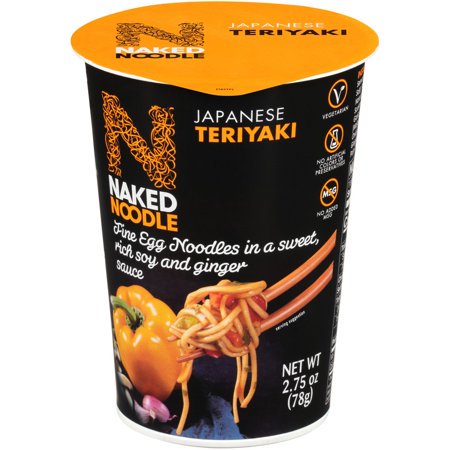 JAPANESE
TERIYAKI
NAKED
NOODLE
JAPANESE
TERIYAKI
NAKED
NOODLE
Fine Egg Noodles in a sweet,
rich soy and ginger
sauce
V
VEGETARIAN
NO ARTIFICIAL
COLORS OR
PRESERVATIVES
MSG
NO ADDED
MSG
serving suggestion
NET WT
2.75 oz
(78g)